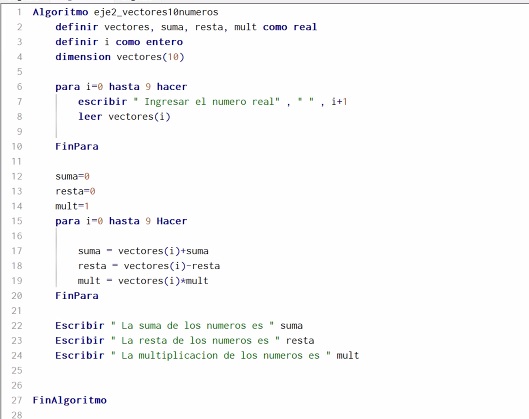 1 Algoritmo eje2_vectores10numeros
2 definir vectores, suma, resta, mult como real
3 definir i como entero
4 dimension vectores(10)
5
6 para i=0 hasta 9 hacer
7 escribir " Ingresar el numero real" , " " , i+1
8 leer vectores(i)
9
10 FinPara
11
12 suma=0
13 resta=0
14 mult=1
15 para i=0 hasta 9 Hacer
16
17 suma = vectores(i)+suma
18 resta = vectores(i)-resta
19 mult = vectores(i)*mult
20 FinPara
21
22 Escribir " La suma de los numeros es " suma
23 Escribir " La resta de los numeros es " resta
24 Escribir " La multiplicacion de los numeros es " mult
25
26
27 FinAlgoritmo
28